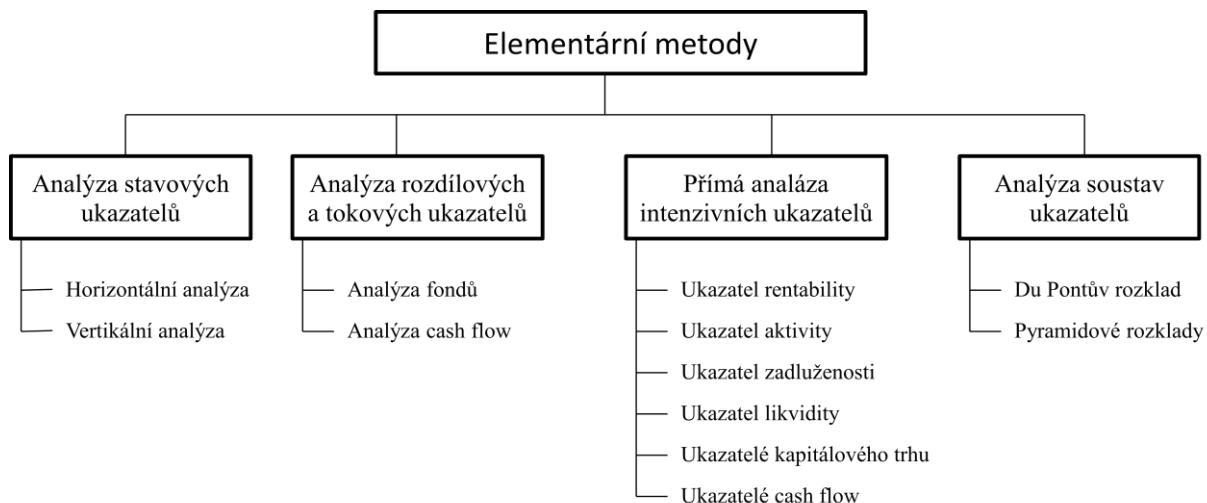 Elementární metody
Analýza stavových
ukazatelů
Horizontální analýza
Vertikální analýza
Analýza rozdílových
a tokových ukazatelů
Analýza fondů
Analýza cash flow
Přímá analáza
intenzivních ukazatelů
Ukazatel rentability
Ukazatel aktivity
Ukazatel zadluženosti
Ukazatel likvidity
Ukazatelé kapitálového trhu
Ukazatelé cash flow
Analýza soustav
ukazatelů
Du Pontův rozklad
Pyramidové rozklady